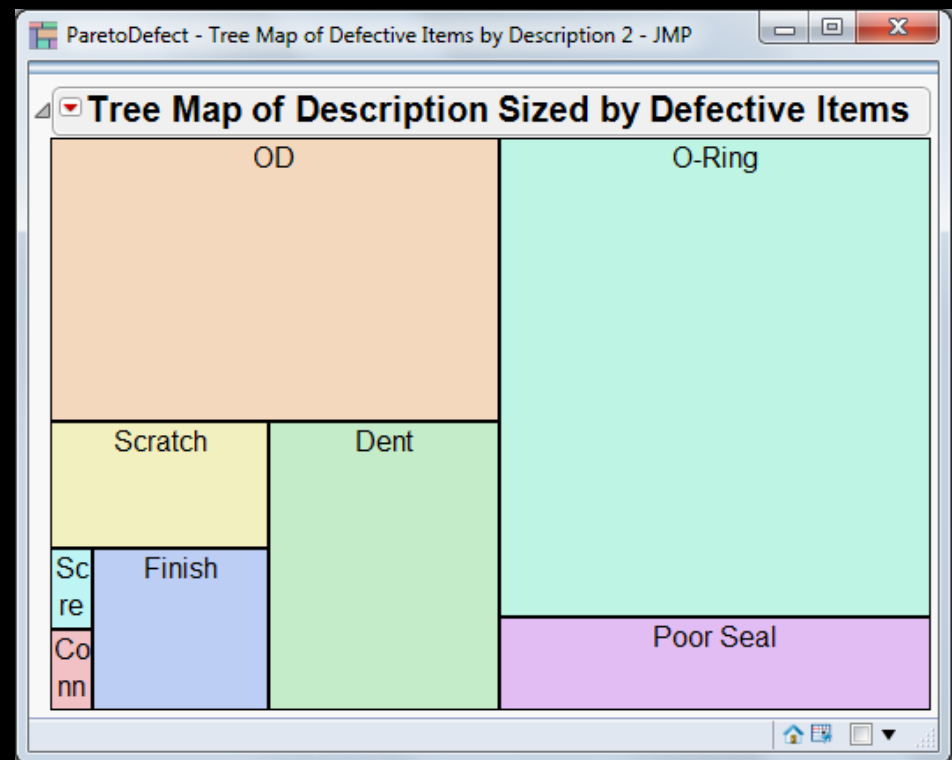 ParetoDefect - Tree Map of Defective Items by Description 2 - JMP
Tree Map of Description Sized by Defective Items
OD
O-Ring
Scratch
Dent
Sc
re
Finish
Co
nn
Poor Seal